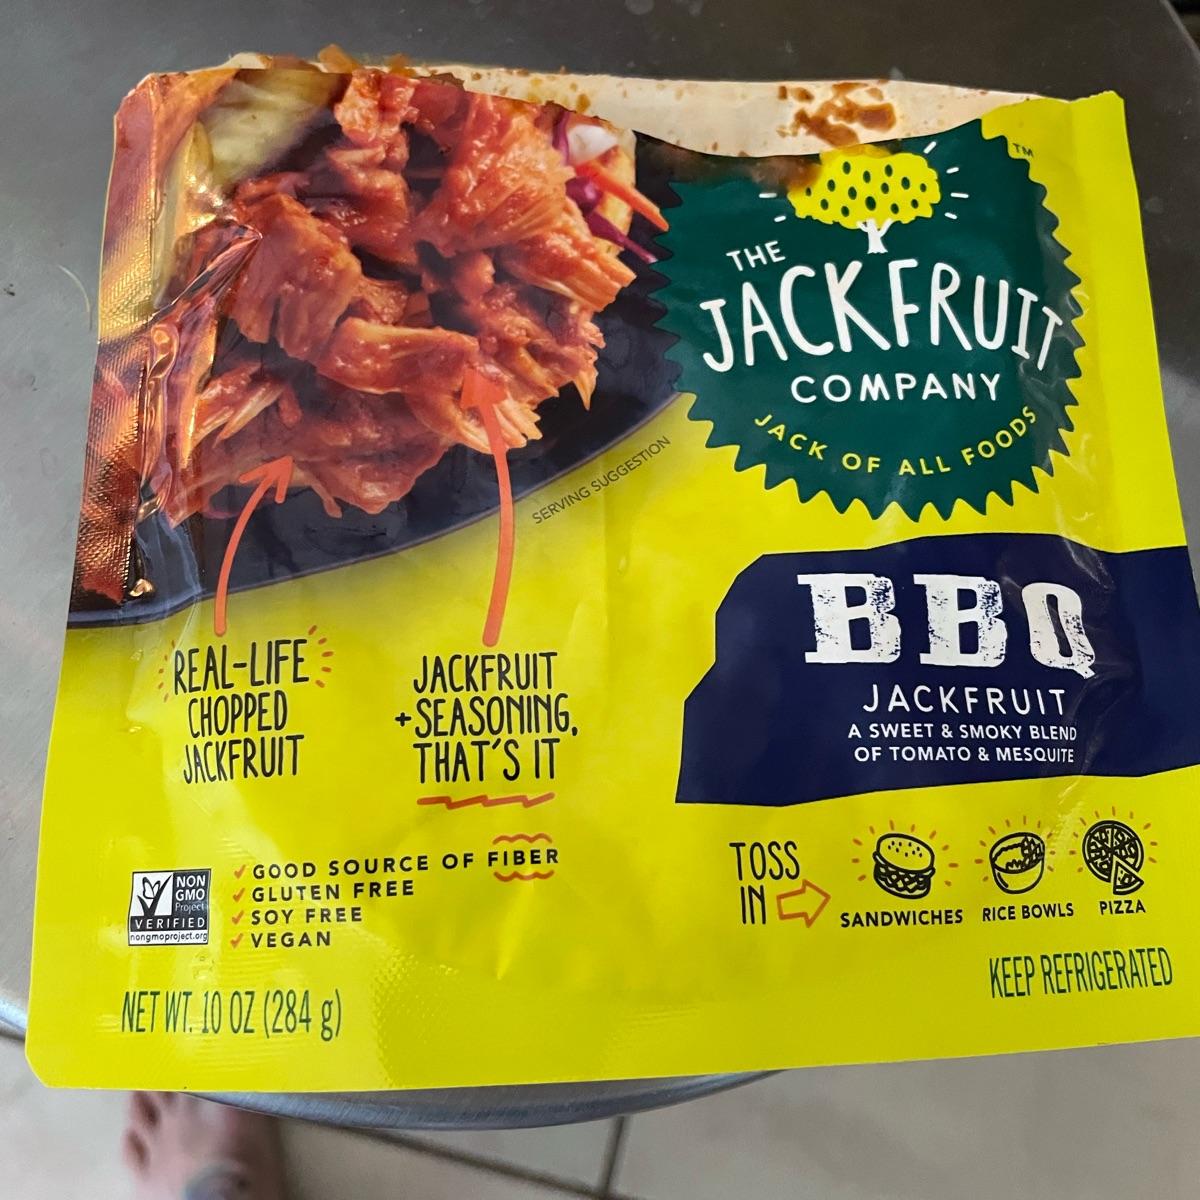 THE
JACKFRUIT
COMPANY
TM
JACK OF ALL FOODS
SERVING SUGGESTION
BBQ
JACKFRUIT
A SWEET & SMOKY BLEND
OF TOMATO & MESQUITE
REAL-LIFE
CHOPPED
JACKFRUIT
JACKFRUIT
+SEASONING,
THAT'S IT
NON
GMO
Project
VERIFIED
nongmoproject.org
✓ GOOD SOURCE OF FIBER
✓ GLUTEN FREE
✓ SOY FREE
✓ VEGAN
TOSS
IN
SANDWICHES
RICE BOWLS
PIZZA
KEEP REFRIGERATED
NET WT. 10 OZ (284 g)